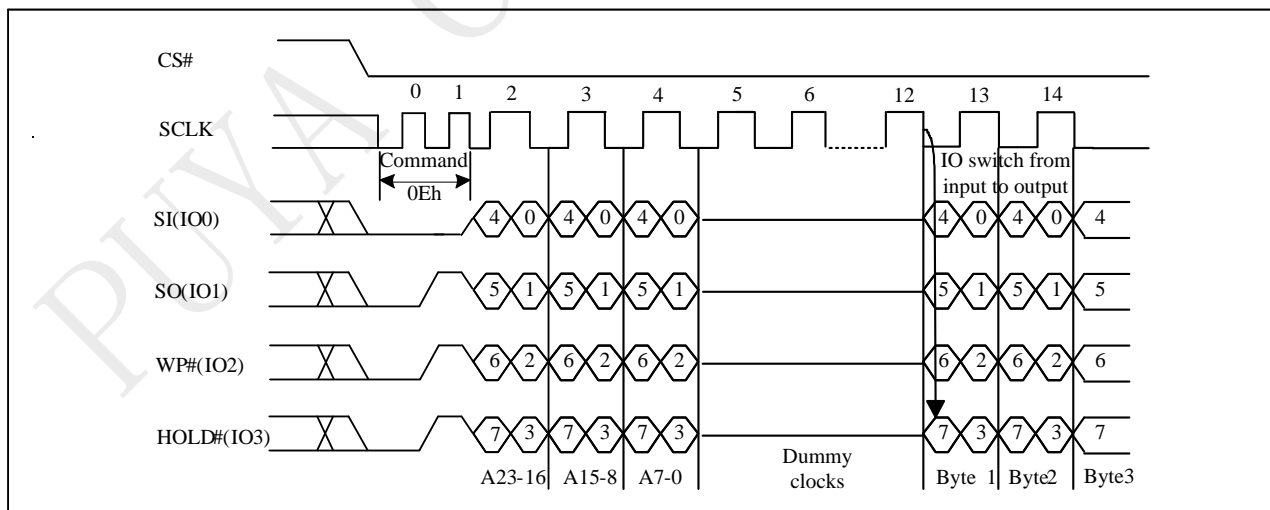 PUYA
CS#
0 1 2 3 4 5 6 12 13 14
SCLK
Command
0Eh
IO switch from
input to output
SI(IO0) 4 0 4 0 4 0 4 0 4 0 4
SO(IO1) 5 1 5 1 5 1 5 1 5 1 5
WP#(IO2) 6 2 6 2 6 2 6 2 6 2 6
HOLD#(IO3) 7 3 7 3 7 3 7 3 7 3 7
A23-16 A15-8 A7-0
Dummy
clocks
Byte 1 Byte2 Byte3